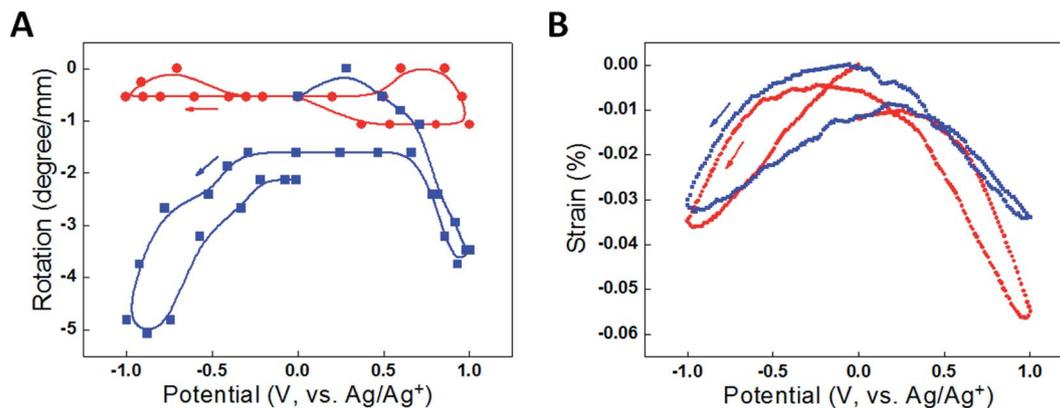 A
Rotation (degree/mm)
0
-1
-2
-3
-4
-5
-1.0 -0.5 0.0 0.5 1.0
Potential (V, vs. Ag/Ag⁺)
B
Strain (%)
0.00
-0.01
-0.02
-0.03
-0.04
-0.05
-0.06
-1.0 -0.5 0.0 0.5 1.0
Potential (V, vs. Ag/Ag⁺)